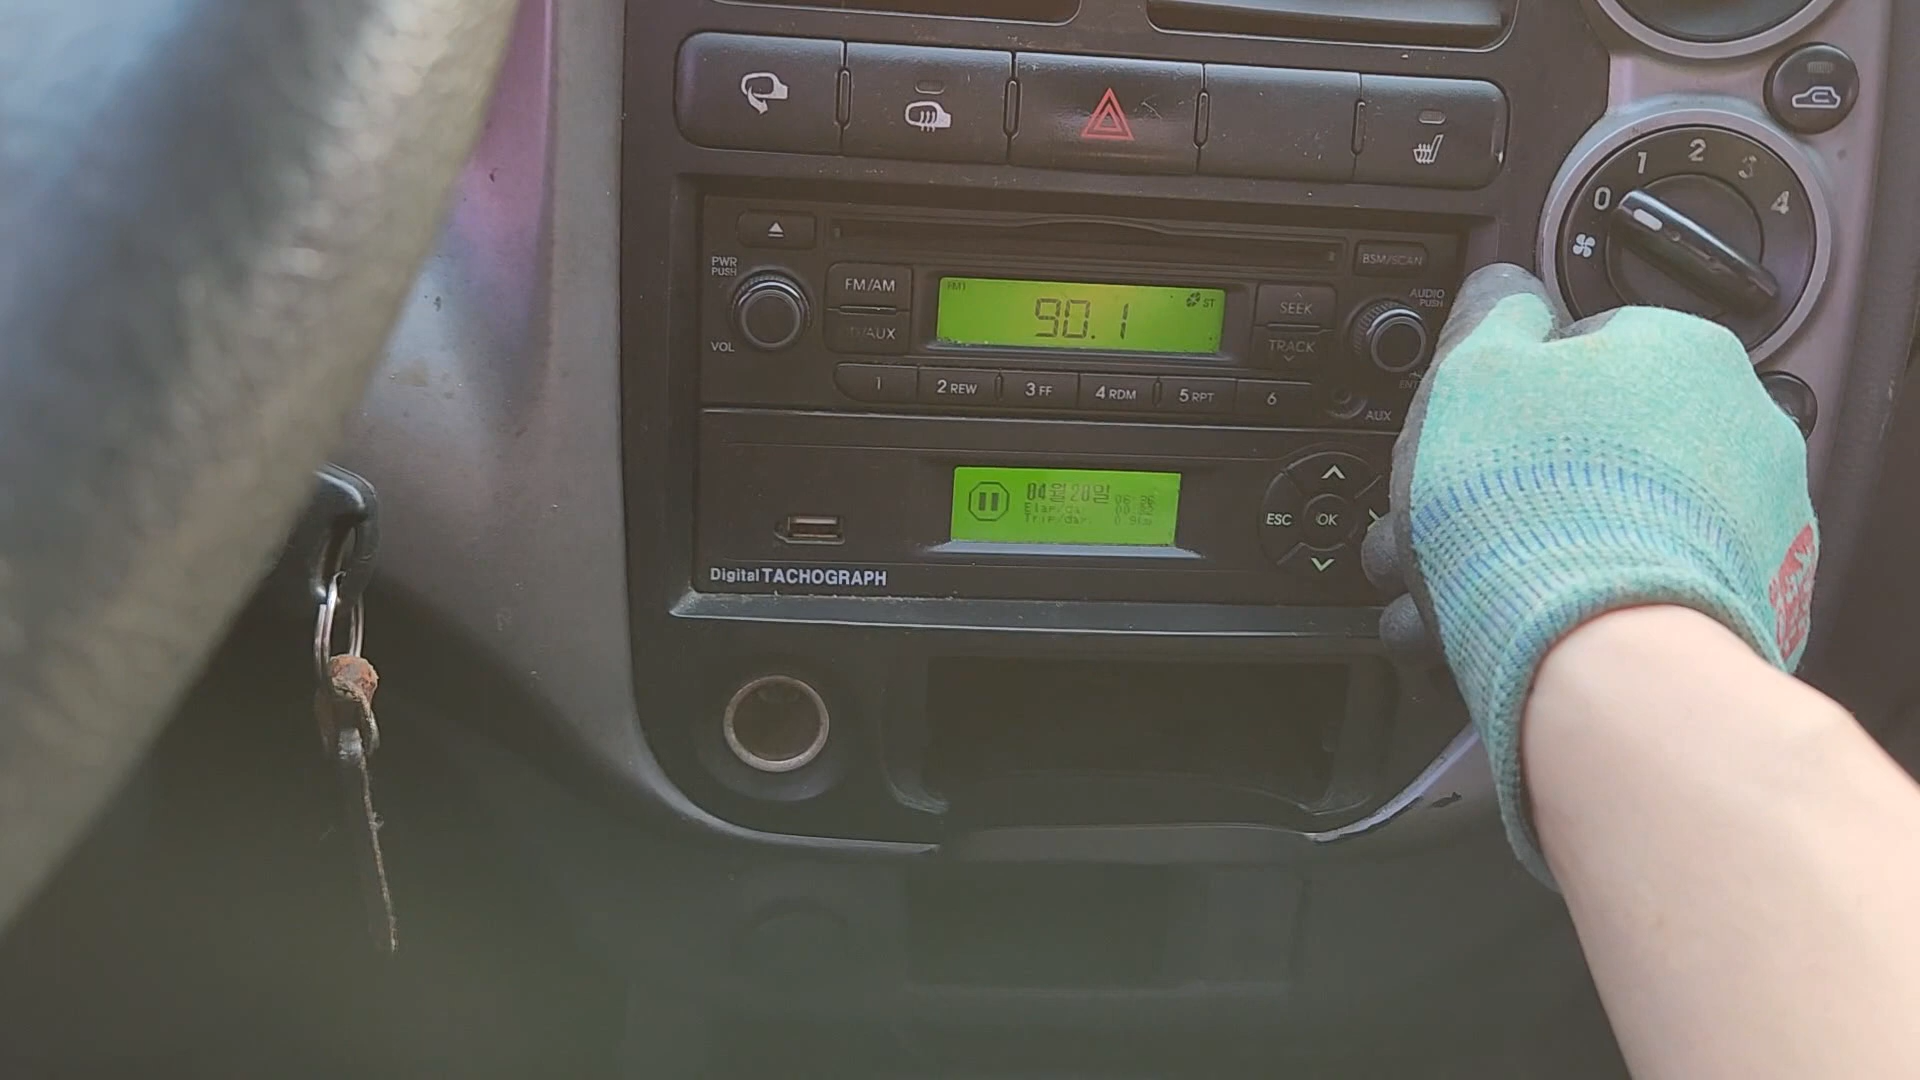 0 1 2 3 4
BSM/SCAN
PWR
PUSH
VOL
FM/AM
FM1
ST
90.1
SEEK
TRACK
AUDIO
PUSH
1
2 REW
3 FF
4 RDM
5 RPT
6
AUX
04월 20일
ESC
OK
Digital TACHOGRAPH